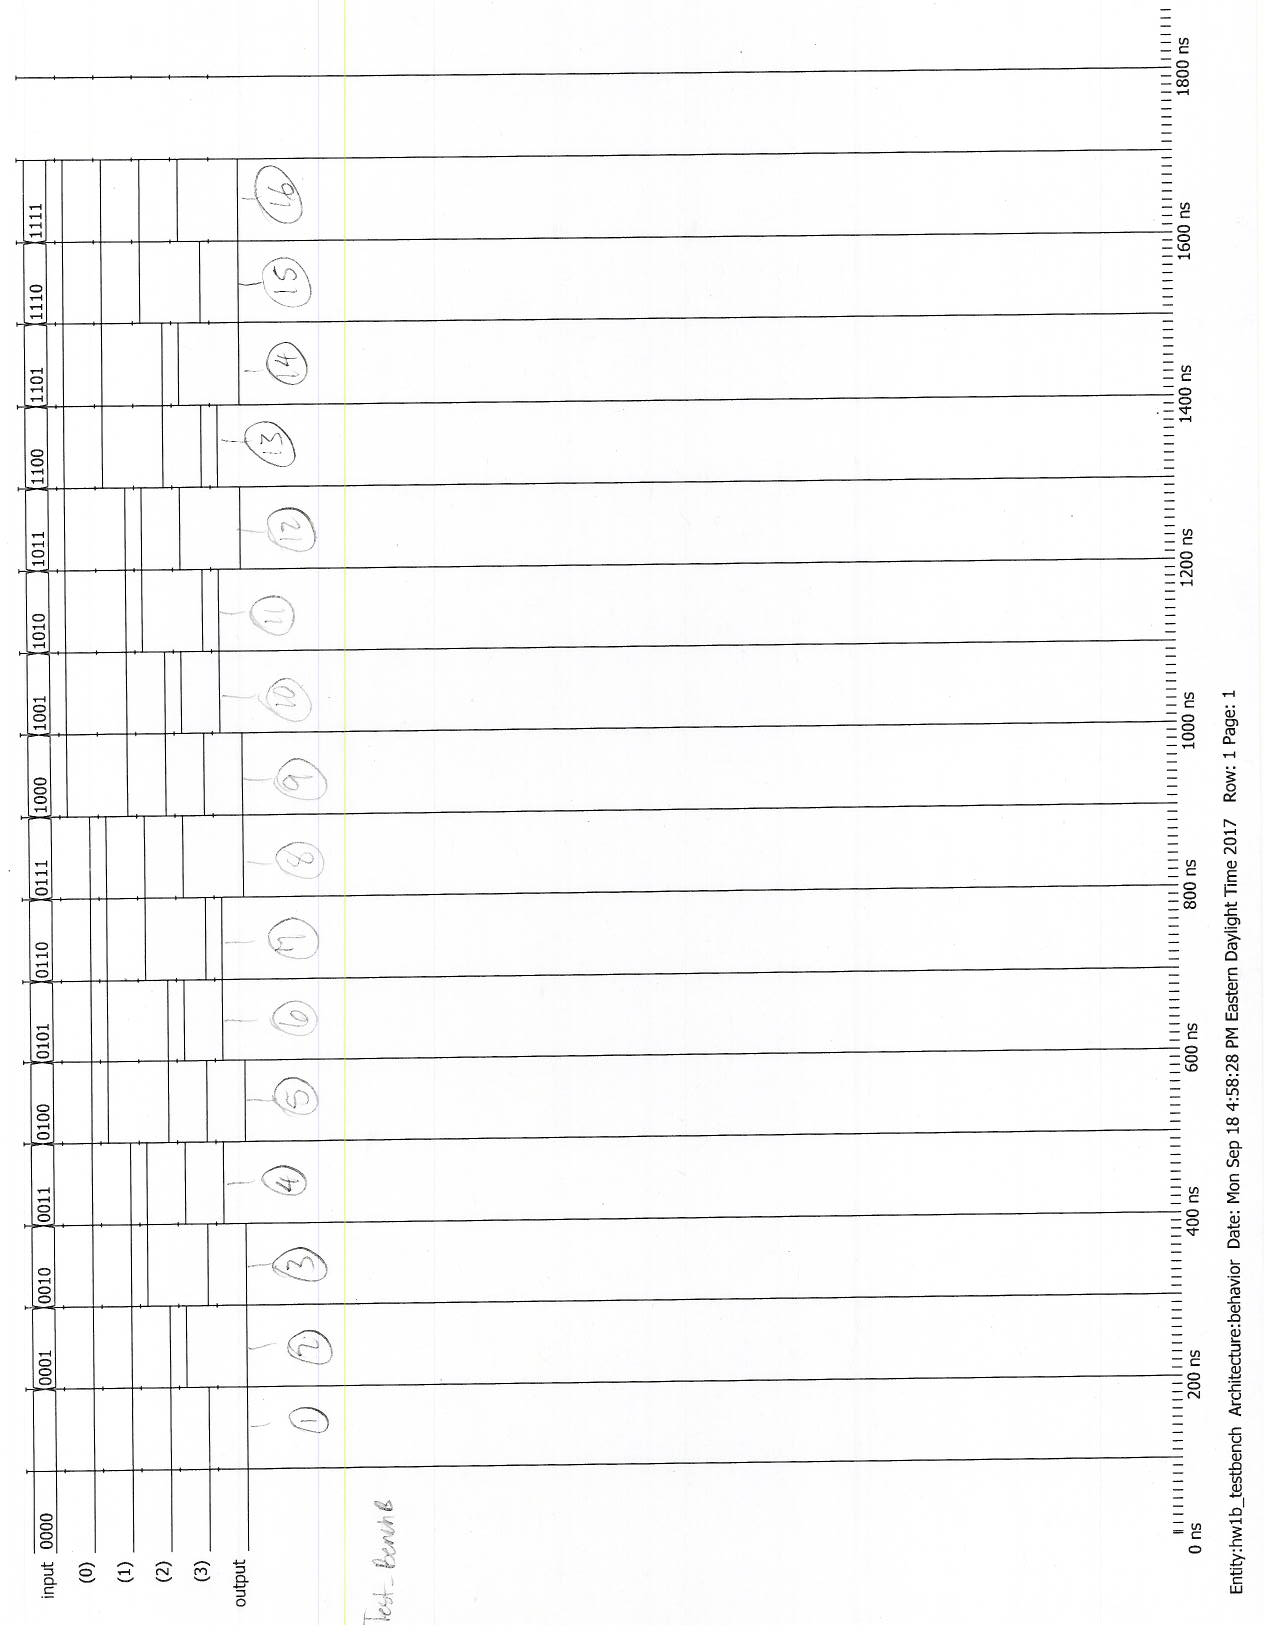 input 0000 0001 0010 0011 0100 0101 0110 0111 1000 1001 1010 1011 1100 1101 1110 1111
(0)
(1)
(2)
(3)
output
1 2 3 4 5 6 7 8 9 10 11 12 13 14 15 16
Test_Bench B
0 ns 200 ns 400 ns 600 ns 800 ns 1000 ns 1200 ns 1400 ns 1600 ns 1800 ns
Entity:hw1b_testbench Architecture:behavior Date: Mon Sep 18 4:58:28 PM Eastern Daylight Time 2017 Row: 1 Page: 1